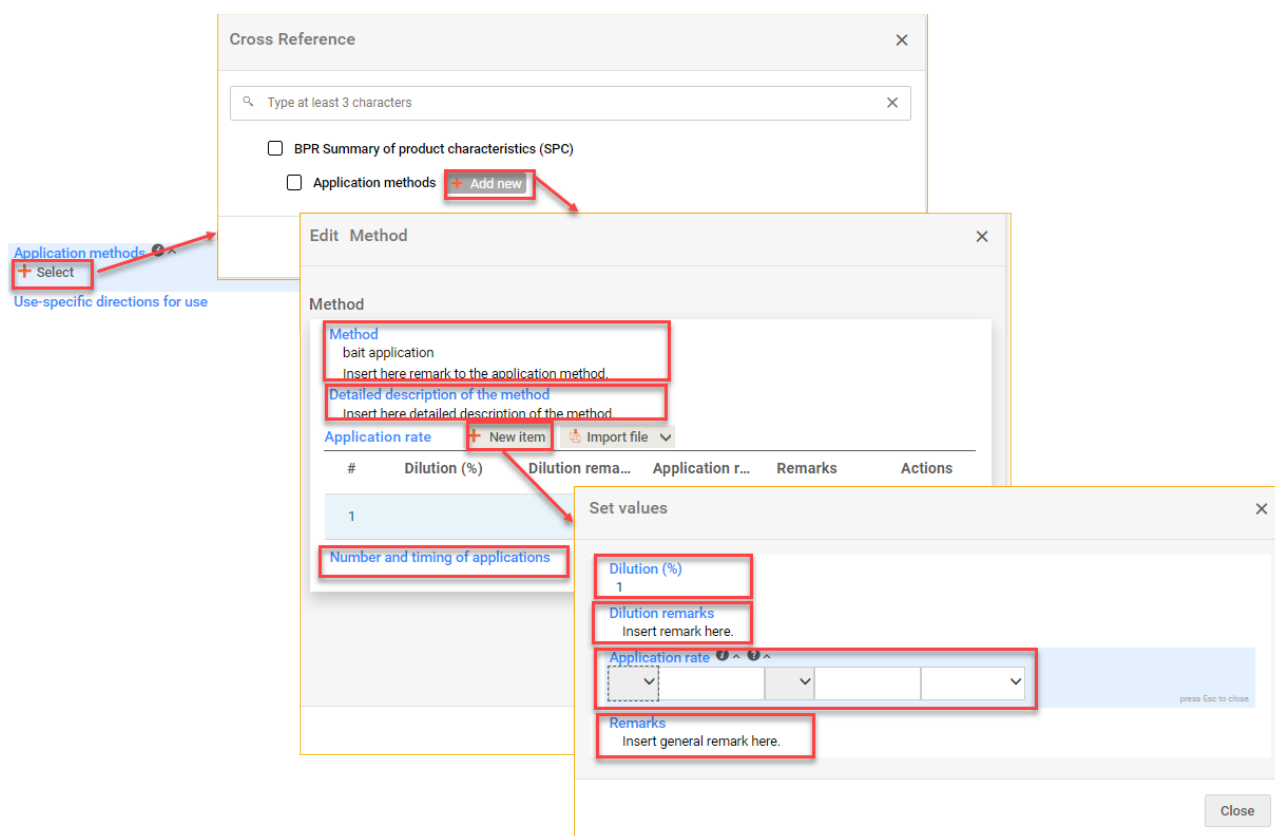 Cross Reference
Type at least 3 characters
BPR Summary of product characteristics (SPC)
Application methods + Add new
Application methods
+ Select
Use-specific directions for use
Edit Method
Method
Method
bait application
Insert here remark to the application method.
Detailed description of the method
Insert here detailed description of the method.
Application rate + New item Import file
# Dilution (%) Dilution rema... Application r... Remarks Actions
1
Number and timing of applications
Set values
Dilution (%)
1
Dilution remarks
Insert remark here.
Application rate
press Esc to close
Remarks
Insert general remark here.
Close